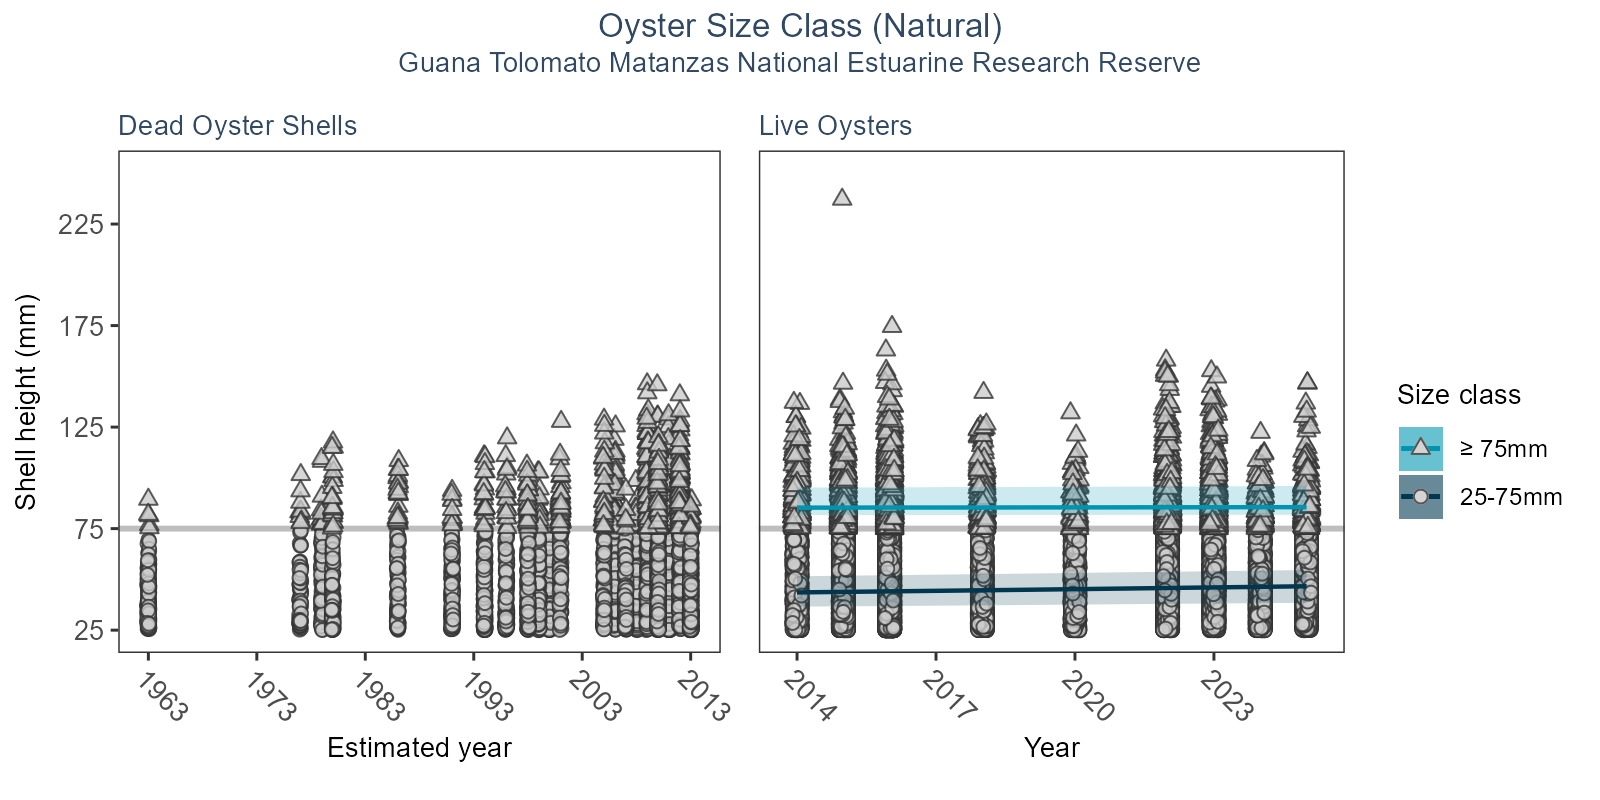 Oyster Size Class (Natural)
Guana Tolomato Matanzas National Estuarine Research Reserve
Dead Oyster Shells
Live Oysters
Shell height (mm)
225
175
125
75
25
1963
1973
1983
1993
2003
2013
Estimated year
2014
2017
2020
2023
Year
Size class
≥ 75mm
25-75mm